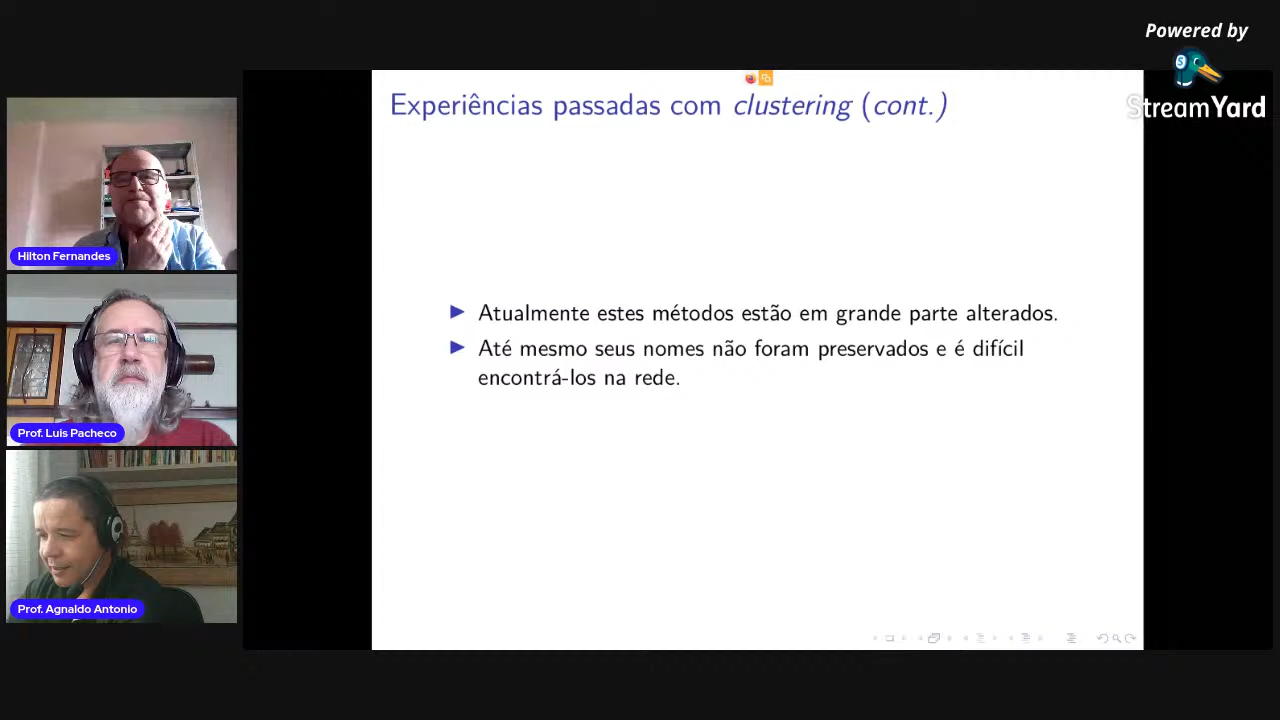 Powered by
StreamYard
Experiências passadas com clustering (cont.)
Atualmente estes métodos estão em grande parte alterados.
Até mesmo seus nomes não foram preservados e é difícil
encontrá-los na rede.
Hilton Fernandes
Prof. Luis Pacheco
Prof. Agnaldo Antonio